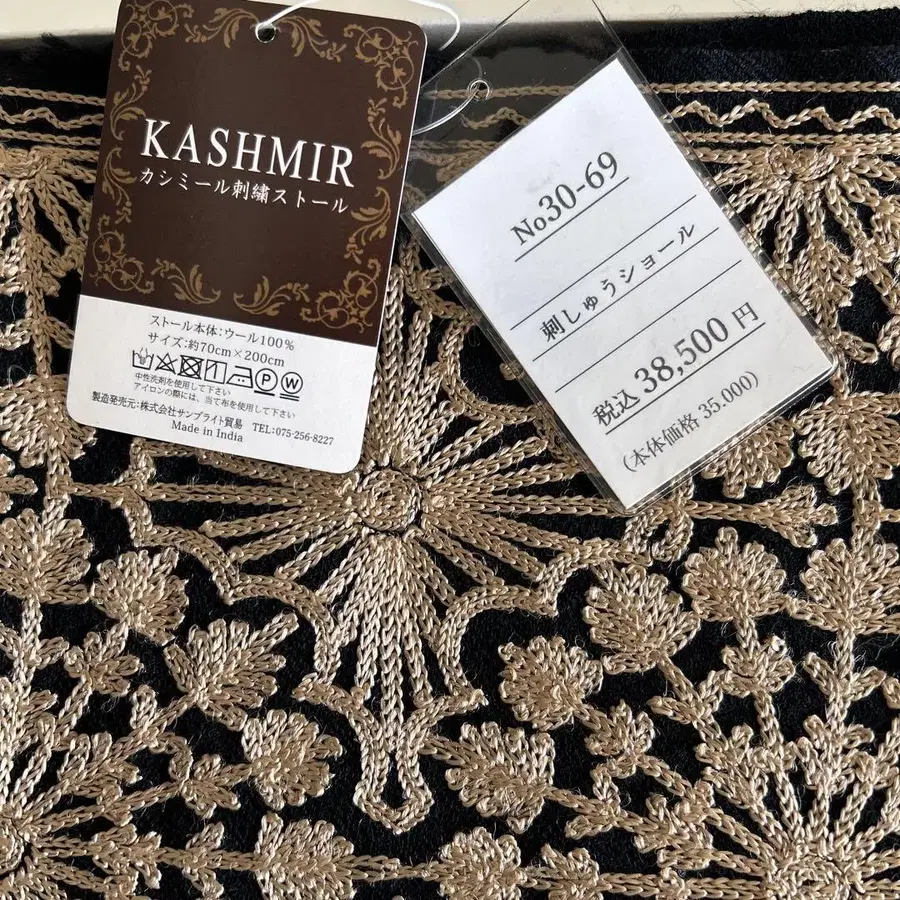 KASHMIR
カシミール刺繍ストール
ストール本体：ウール100％
サイズ：約70cm×200cm
中性洗剤を使用して下さい
アイロンの際には、当て布を使用して下さい
製造発売元：株式会社サンブライト貿易 TEL：075-256-8227
Made in India
No30-69
刺しゅうショール
税込 38,500 円
（本体価格 35.000）